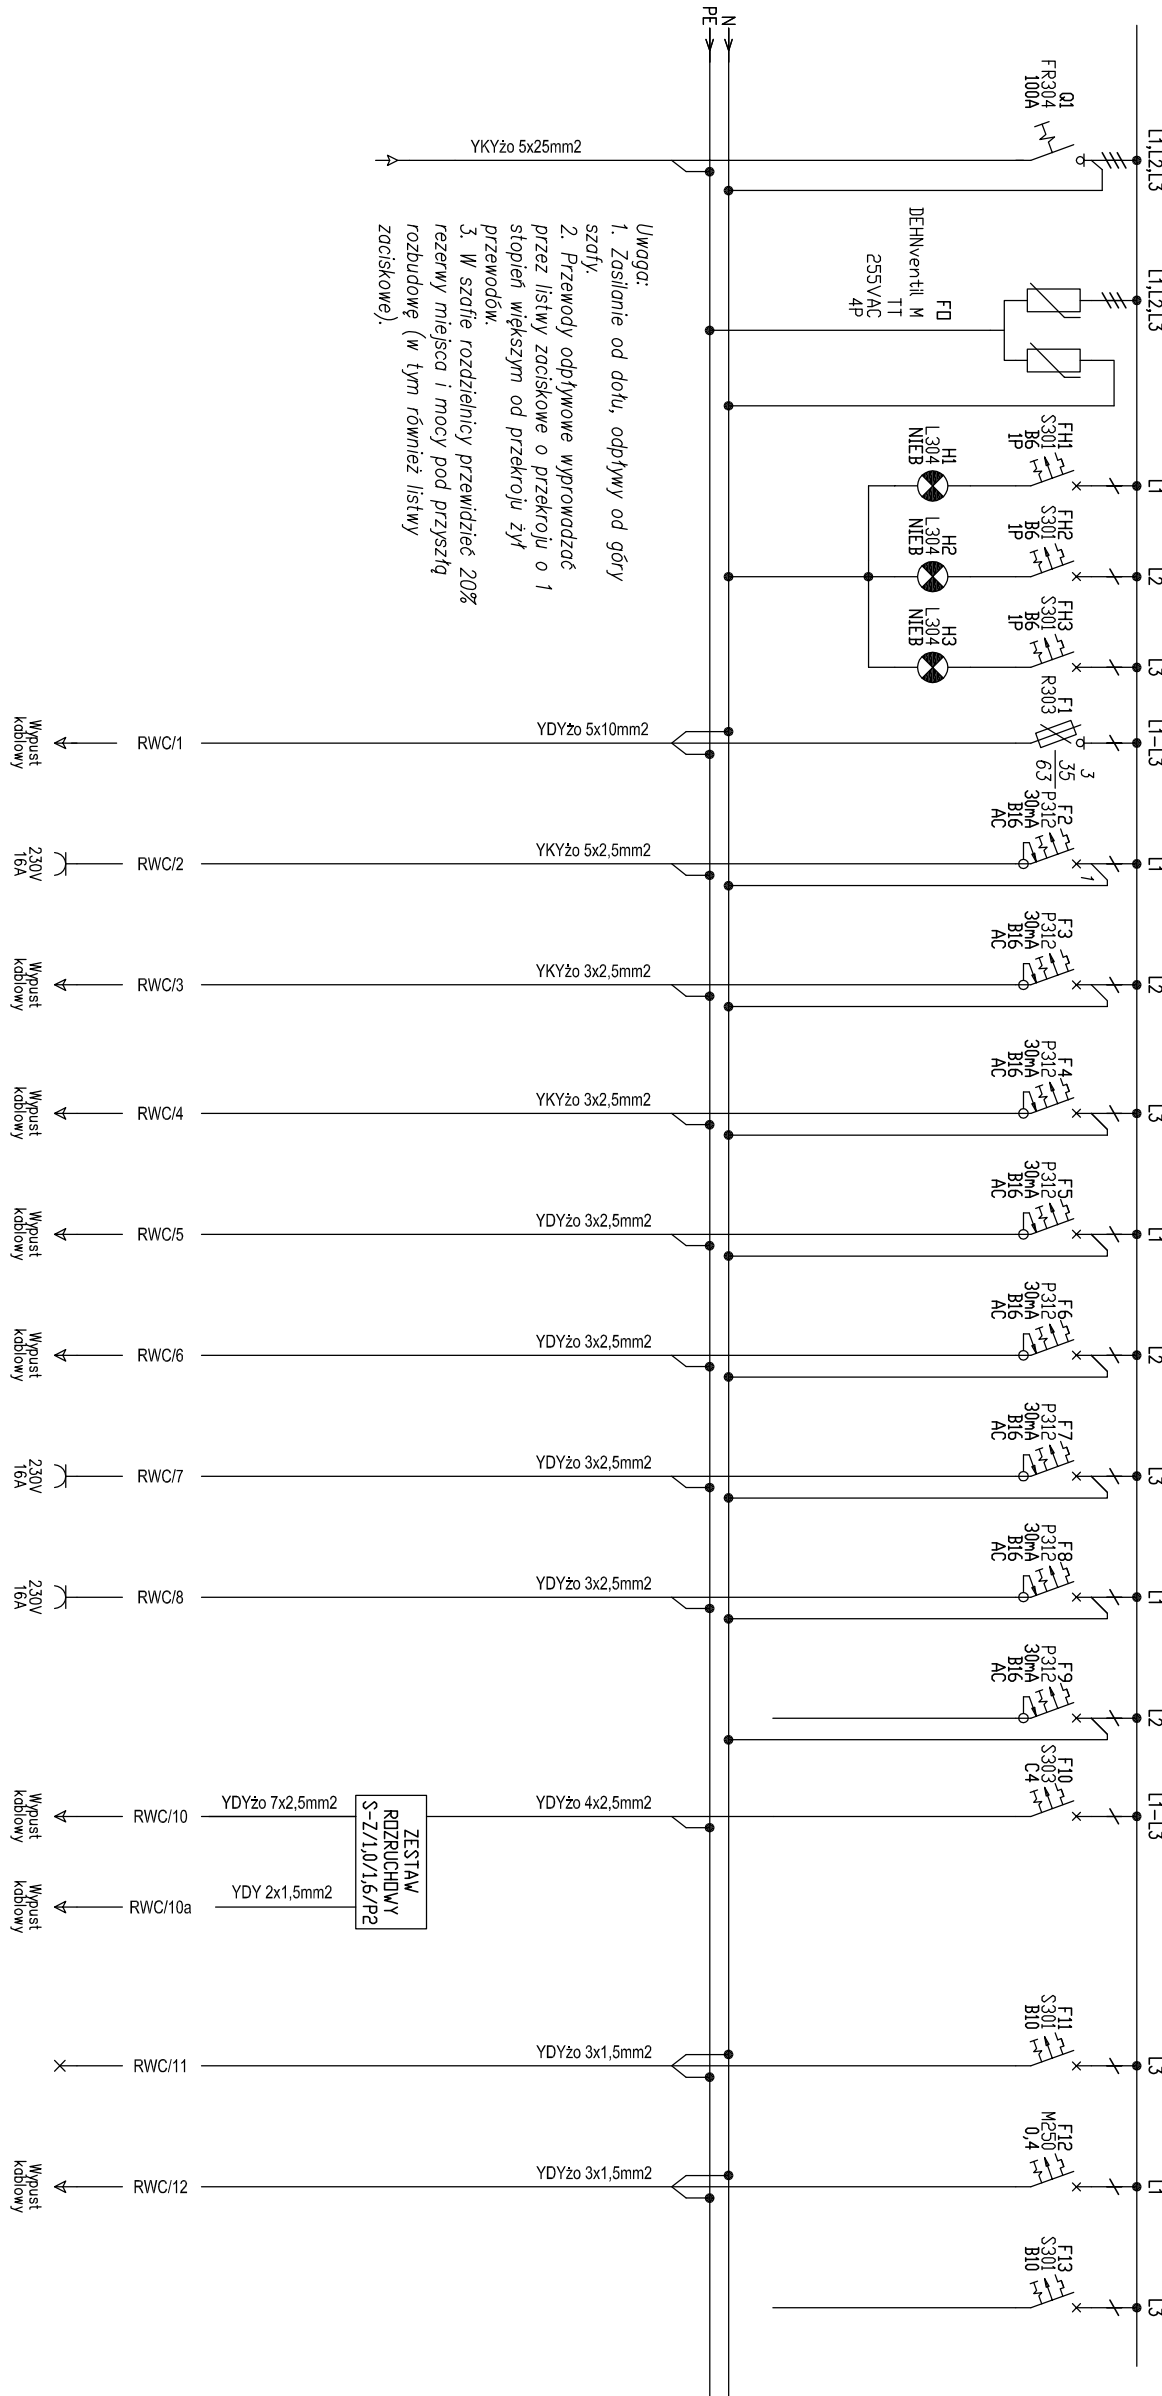 L1,L2,L3
Q1
FR304
100A
YKYżo 5x25mm2
N
PE
L1,L2,L3
FO
DEHNventil M
TT
255VAC
4P
Uwaga:
1. Zasilanie od dołu, odpływy od góry
szafy.
2. Przewody odpływowe wyprowadzać
przez listwy zaciskowe o przekroju o 1
stopień większym od przekroju żył
przewodów.
3. W szafie rozdzielnicy przewidzieć 20%
rezerwy miejsca i mocy pod przyszłą
rozbudowę (w tym również listwy
zaciskowe).
L1
FH1
S301
B6
1P
H1
L304
NIEB
L2
FH2
S301
B6
1P
H2
L304
NIEB
L3
FH3
S301
B6
1P
H3
L304
NIEB
L1-L3
F1
R303
3
35
63
YDYżo 5x10mm2
RWC/1
Wypust
kablowy
L1
F2
P312
30mA
B16
AC
1
YKYżo 5x2,5mm2
RWC/2
230V
16A
L2
F3
P312
30mA
B16
AC
YKYżo 3x2,5mm2
RWC/3
Wypust
kablowy
L3
F4
P312
30mA
B16
AC
YKYżo 3x2,5mm2
RWC/4
Wypust
kablowy
L1
F5
P312
30mA
B16
AC
YDYżo 3x2,5mm2
RWC/5
Wypust
kablowy
L2
F6
P312
30mA
B16
AC
YDYżo 3x2,5mm2
RWC/6
Wypust
kablowy
L3
F7
P312
30mA
B16
AC
YDYżo 3x2,5mm2
RWC/7
230V
16A
L1
F8
P312
30mA
B16
AC
YDYżo 3x2,5mm2
RWC/8
230V
16A
L2
F9
P312
30mA
B16
AC
L1-L3
F10
S303
C4
YDYżo 4x2,5mm2
ZESTAW
ROZRUCHOWY
S-Z/1,0/1,6/P2
YDYżo 7x2,5mm2
RWC/10
Wypust
kablowy
YDY 2x1,5mm2
RWC/10a
Wypust
kablowy
L3
F11
S301
B10
YDYżo 3x1,5mm2
RWC/11
L1
F12
M250
0,4
YDYżo 3x1,5mm2
RWC/12
Wypust
kablowy
L3
F13
S301
B10